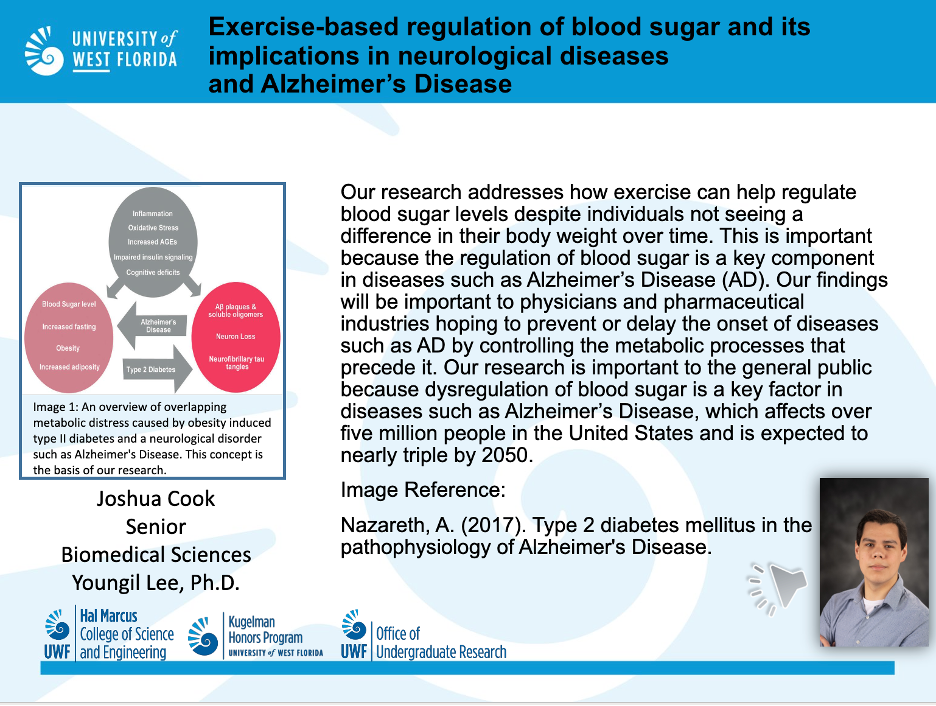 UNIVERSITY of
WEST FLORIDA
Exercise-based regulation of blood sugar and its
implications in neurological diseases
and Alzheimer's Disease
Inflammation
Oxidative Stress
Increased AGEs
Impaired insulin signaling
Cognitive deficits
Blood Sugar level
Increased fasting
Obesity
Increased adiposity
Alzheimer's
Disease
Type 2 Diabetes
Aβ plaques &
soluble oligomers
Neuron Loss
Neurofibrillary tau
tangles
Image 1: An overview of overlapping
metabolic distress caused by obesity induced
type II diabetes and a neurological disorder
such as Alzheimer's Disease. This concept is
the basis of our research.
Joshua Cook
Senior
Biomedical Sciences
Youngil Lee, Ph.D.
Our research addresses how exercise can help regulate
blood sugar levels despite individuals not seeing a
difference in their body weight over time. This is important
because the regulation of blood sugar is a key component
in diseases such as Alzheimer's Disease (AD). Our findings
will be important to physicians and pharmaceutical
industries hoping to prevent or delay the onset of diseases
such as AD by controlling the metabolic processes that
precede it. Our research is important to the general public
because dysregulation of blood sugar is a key factor in
diseases such as Alzheimer's Disease, which affects over
five million people in the United States and is expected to
nearly triple by 2050.
Image Reference:
Nazareth, A. (2017). Type 2 diabetes mellitus in the
pathophysiology of Alzheimer's Disease.
UWF
Hal Marcus
College of Science
and Engineering
Kugelman
Honors Program
UNIVERSITY of WEST FLORIDA
UWF
Office of
Undergraduate Research